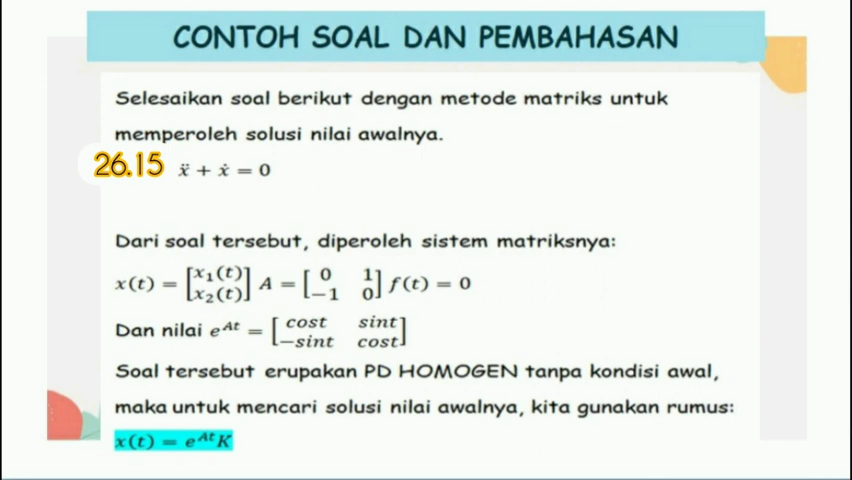 CONTOH SOAL DAN PEMBAHASAN
Selesaikan soal berikut dengan metode matriks untuk
memperoleh solusi nilai awalnya.
26.15 ẍ + ẋ = 0
Dari soal tersebut, diperoleh sistem matriksnya:
x(t) = [x₁(t) x₂(t)] A = [0 1 −1 0] f(t) = 0
Dan nilai eᴬᵗ = [cost sint −sint cost]
Soal tersebut erupakan PD HOMOGEN tanpa kondisi awal,
maka untuk mencari solusi nilai awalnya, kita gunakan rumus:
x(t) = eᴬᵗK